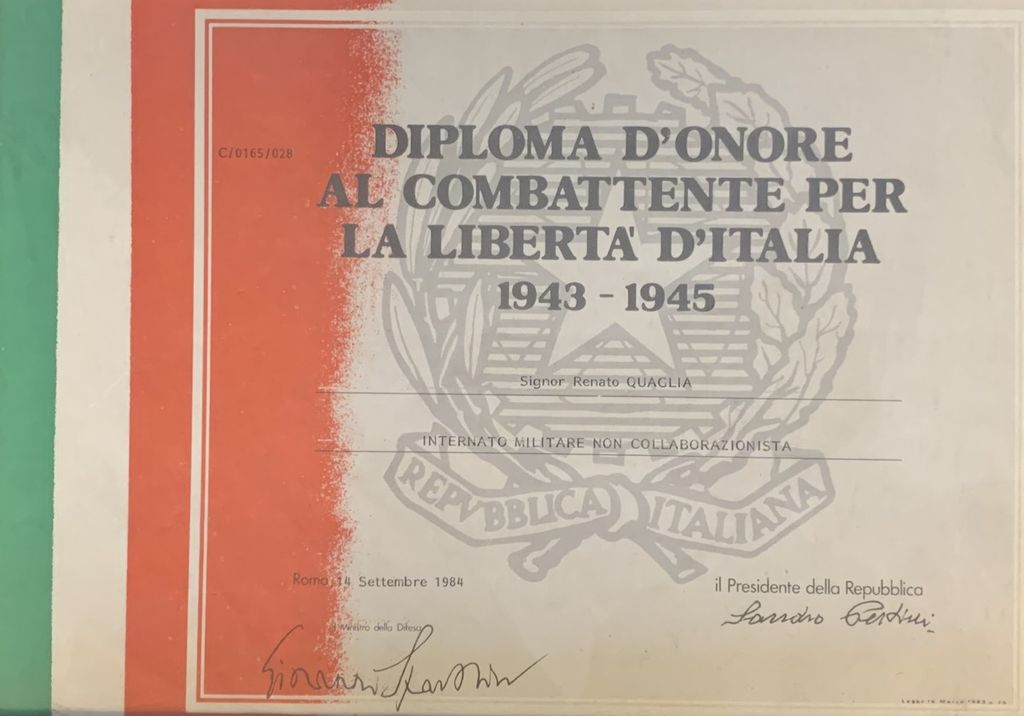 C/0165/028
DIPLOMA D'ONORE
AL COMBATTENTE PER
LA LIBERTA' D'ITALIA
1943 - 1945
Signor Renato QUAGLIA
INTERNATO MILITARE NON COLLABORAZIONISTA
REPVBBLICA ITALIANA
Roma 14 Settembre 1984
il Presidente della Repubblica
Sandro Pertini
il Ministro della Difesa
Giovanni Spadolini